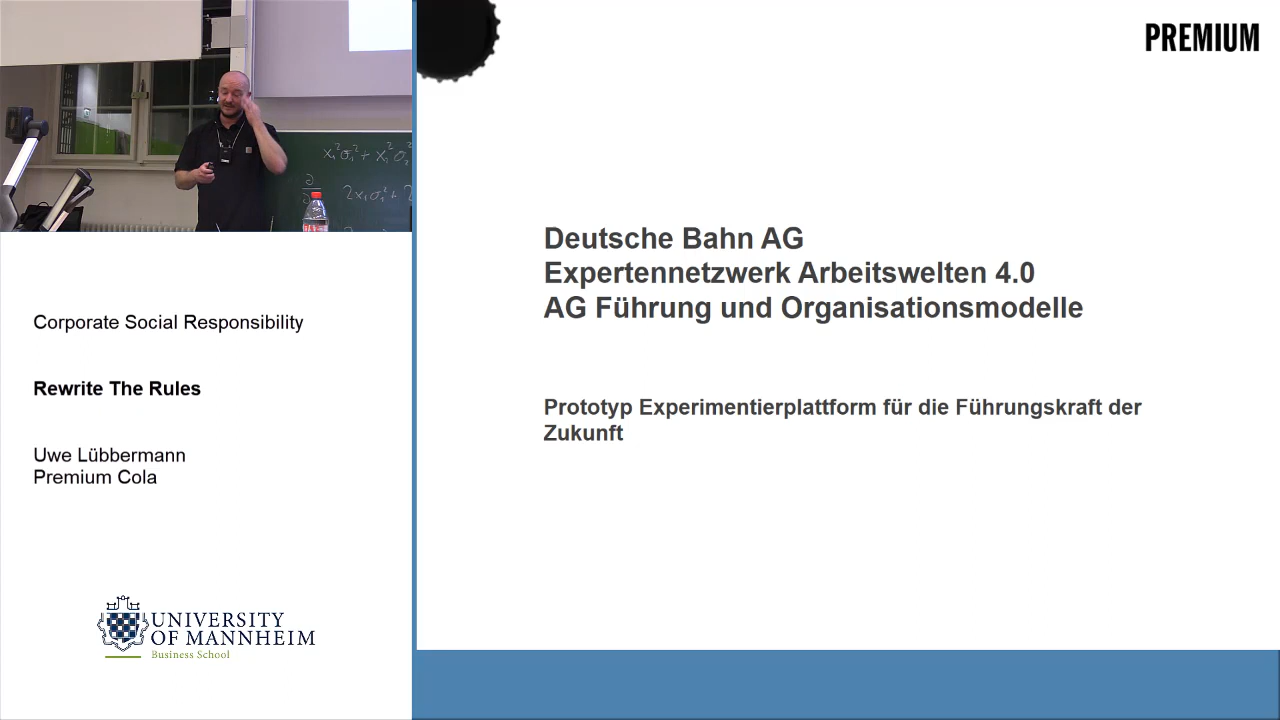 PREMIUM
Deutsche Bahn AG
Expertennetzwerk Arbeitswelten 4.0
AG Führung und Organisationsmodelle
Prototyp Experimentierplattform für die Führungskraft der
Zukunft
Corporate Social Responsibility
Rewrite The Rules
Uwe Lübbermann
Premium Cola
UNIVERSITY
OF MANNHEIM
Business School